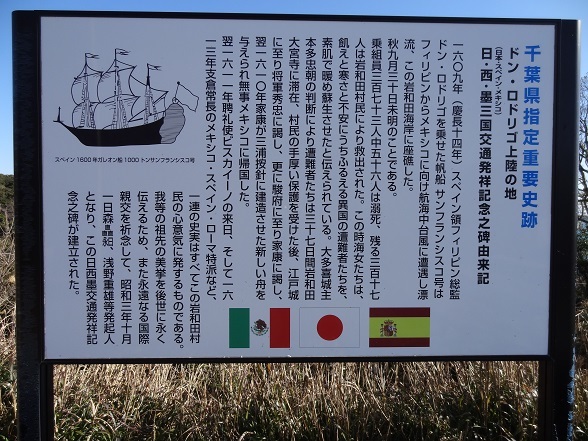 千葉県指定重要史跡
ドン・ロドリゴ上陸の地
日・西・墨三国交通発祥記念之碑由来記
(日本・スペイン・メキシコ)
一六〇九年(慶長十四年)スペイン領フィリピン総監
ドン・ロドリゴを乗せた帆船 サンフランシスコ号は
フィリピンからメキシコに向け航海中台風に遭遇し漂
流、この岩和田海岸に座礁した。
秋九月三十日未明のことである。
乗組員三百七十三人中五十六人は溺死、残る三百十七
人は岩和田村民により救出された。この時海女たちは、
飢えと寒さと不安にうちふるえる異国の遭難者たちを、
素肌で暖め蘇生させたと伝えられている。大多喜城主
本多忠朝の判断により遭難者たちは三十七日間岩和田
大宮寺に滞在、村民の手厚い保護を受けた後、江戸城
に至り将軍秀忠に謁し、更に駿府に至り家康に謁し、
翌一六一〇年家康が三浦按針に建造させた新しい舟を
与えられ無事メキシコに帰国した。
翌一六一一年聘礼使ビスカイーノの来日、そして一六
一三年支倉常長のメキシコ・スペイン・ローマ特派など、
一連の史実はすべてこの岩和田村
民の心意気に発するものである。
我等の祖先の美挙を後世に永く
伝えるため、また永遠なる国際
親交を祈念して、昭和三年十月
一日森矗昶、浅野重雄等発起人
となり、この日西墨交通発祥記
念之碑が建立された。
スペイン1600年ガレオン船1000トンサンフランシスコ号